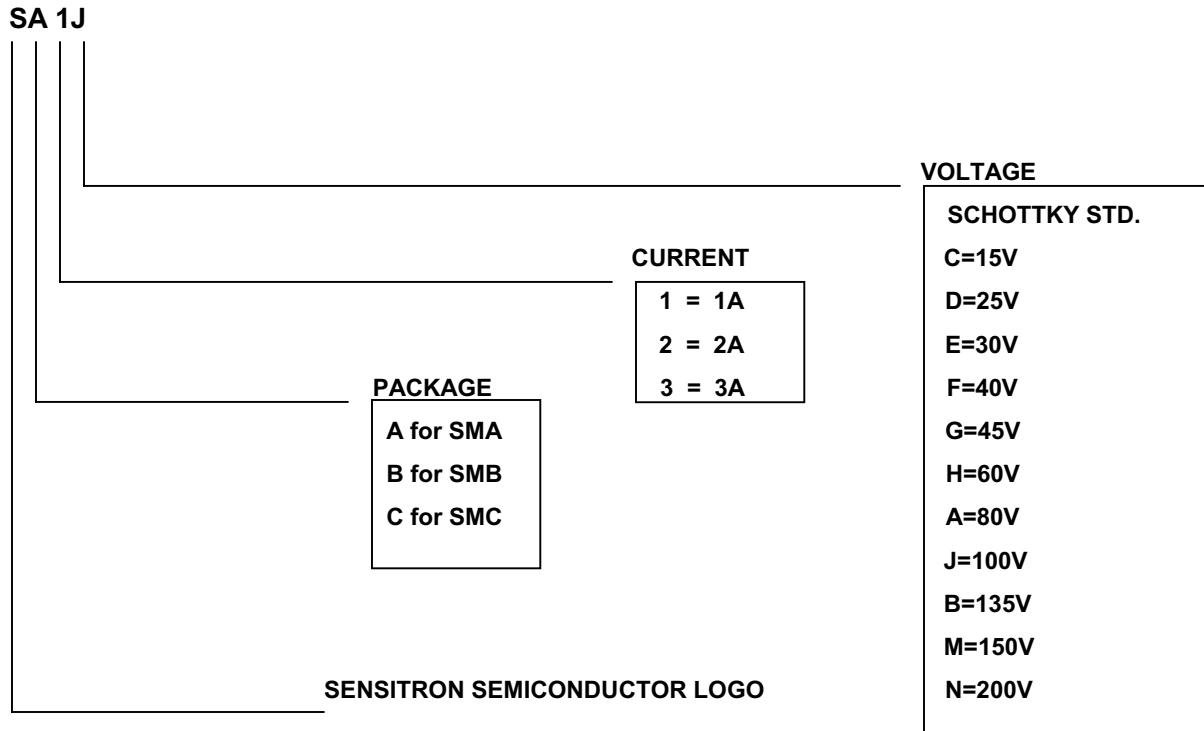 SA 1J
VOLTAGE
SCHOTTKY STD.
C=15V
D=25V
E=30V
F=40V
G=45V
H=60V
A=80V
J=100V
B=135V
M=150V
N=200V
CURRENT
1 = 1A
2 = 2A
3 = 3A
PACKAGE
A for SMA
B for SMB
C for SMC
SENSITRON SEMICONDUCTOR LOGO